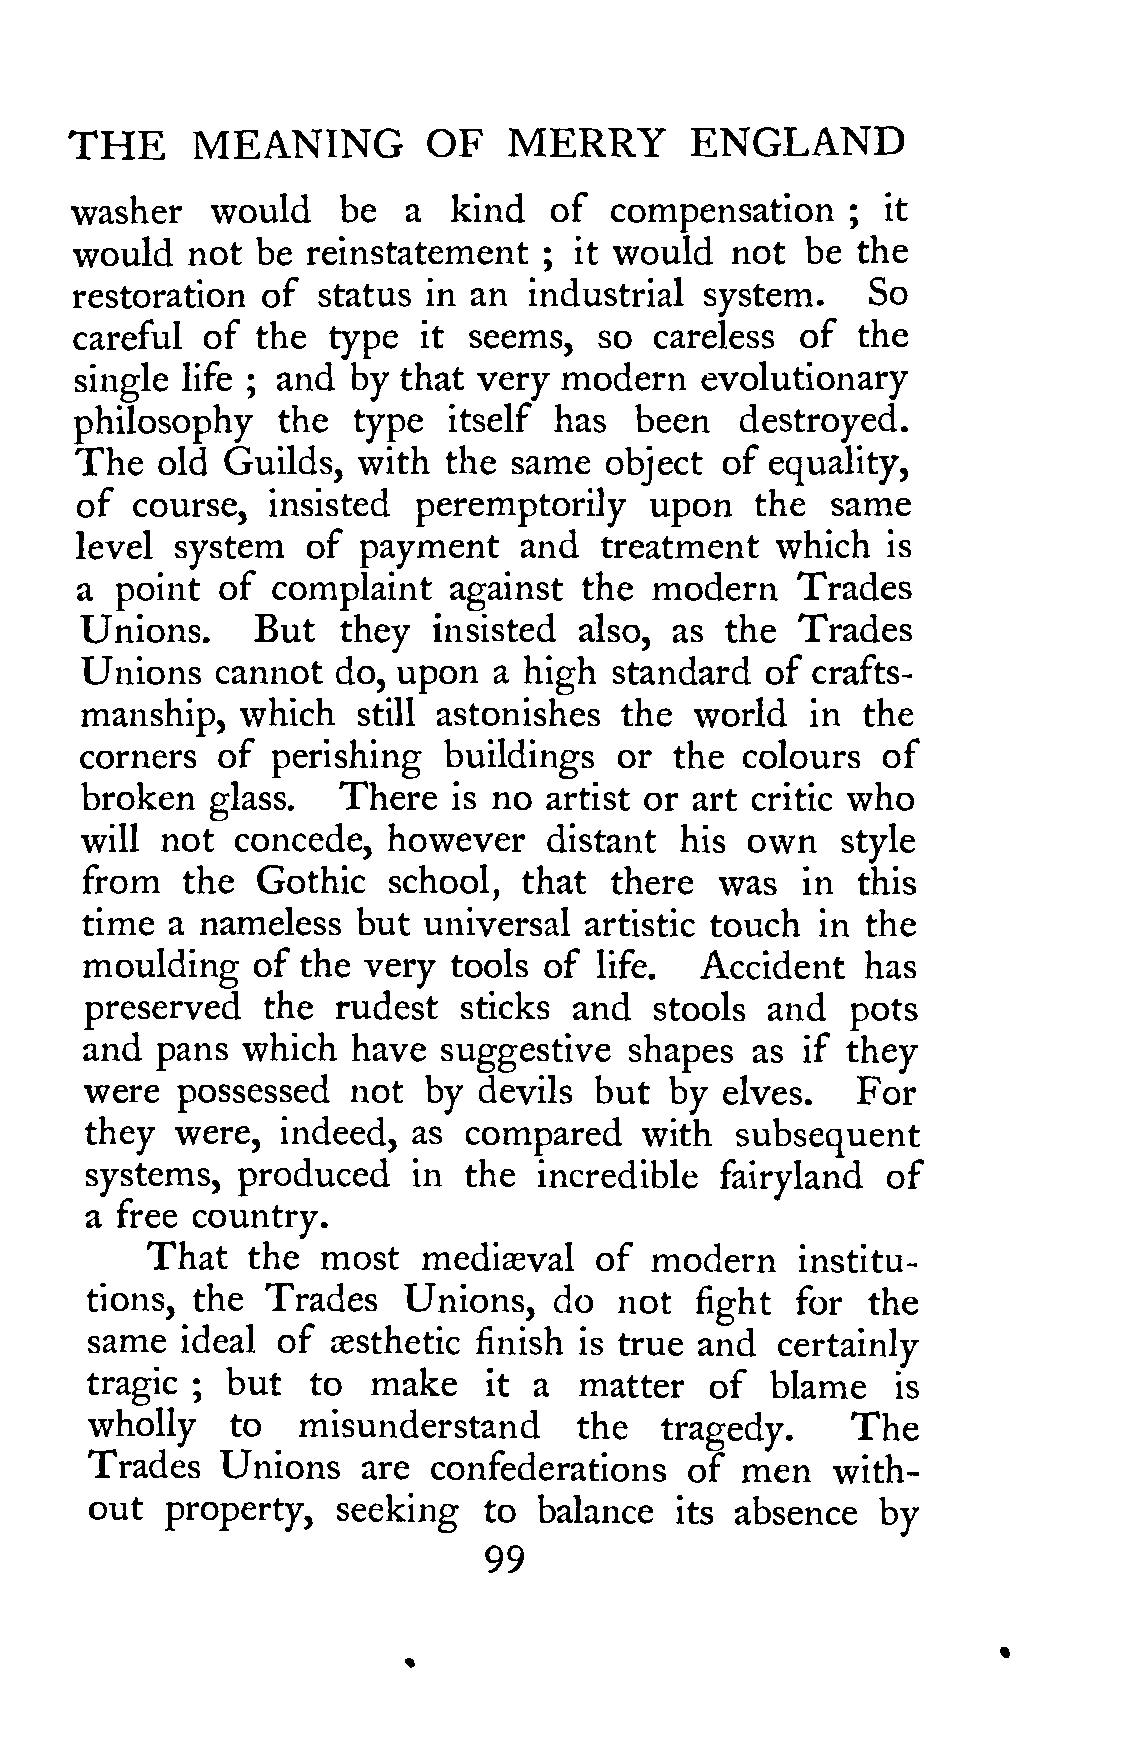 THE MEANING OF MERRY ENGLAND
washer would be a kind of compensation ; it
would not be reinstatement ; it would not be the
restoration of status in an industrial system. So
careful of the type it seems, so careless of the
single life ; and by that very modern evolutionary
philosophy the type itself has been destroyed.
The old Guilds, with the same object of equality,
of course, insisted peremptorily upon the same
level system of payment and treatment which is
a point of complaint against the modern Trades
Unions. But they insisted also, as the Trades
Unions cannot do, upon a high standard of crafts-
manship, which still astonishes the world in the
corners of perishing buildings or the colours of
broken glass. There is no artist or art critic who
will not concede, however distant his own style
from the Gothic school, that there was in this
time a nameless but universal artistic touch in the
moulding of the very tools of life. Accident has
preserved the rudest sticks and stools and pots
and pans which have suggestive shapes as if they
were possessed not by devils but by elves. For
they were, indeed, as compared with subsequent
systems, produced in the incredible fairyland of
a free country.
That the most mediæval of modern institu-
tions, the Trades Unions, do not fight for the
same ideal of æsthetic finish is true and certainly
tragic ; but to make it a matter of blame is
wholly to misunderstand the tragedy. The
Trades Unions are confederations of men with-
out property, seeking to balance its absence by
99